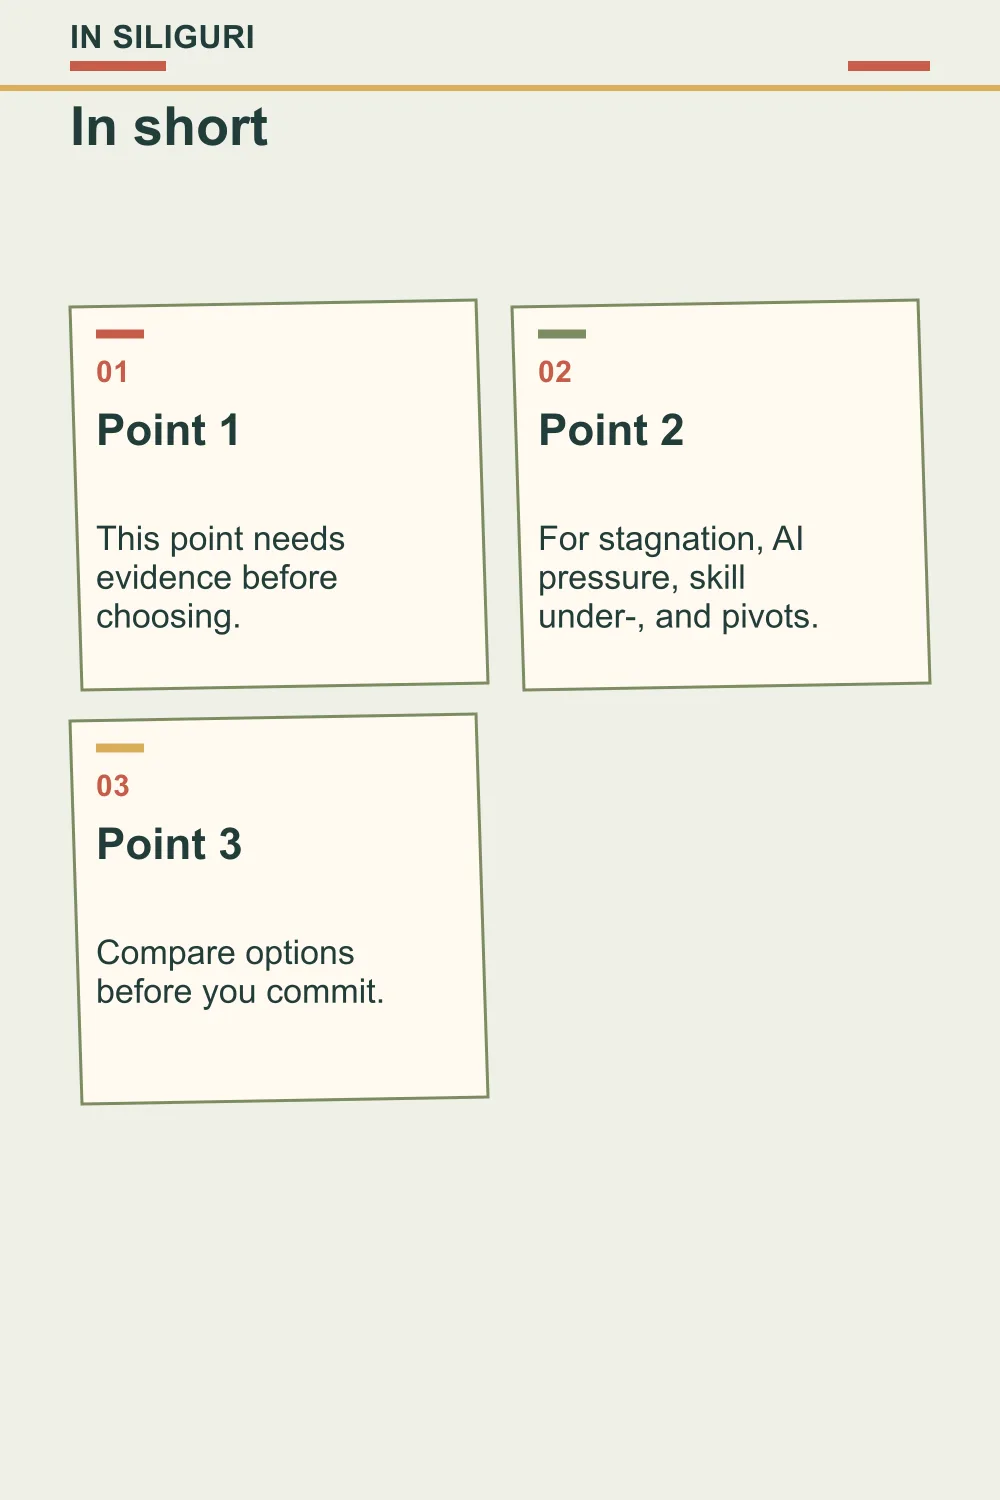 IN SILIGURI
In short
01
Point 1
This point needs
evidence before
choosing.
02
Point 2
For stagnation, AI
pressure, skill
under-, and pivots.
03
Point 3
Compare options
before you commit.